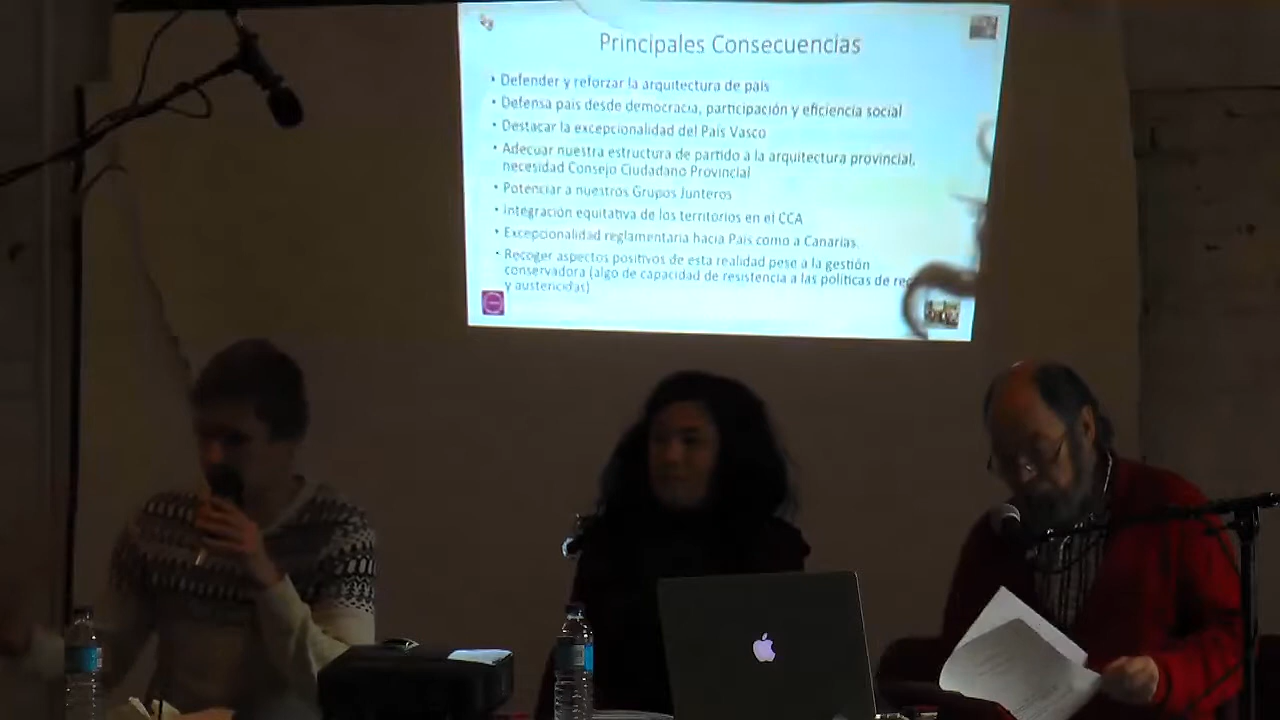 Principales Consecuencias
• Defender y reforzar la arquitectura de país
• Defensa país desde democracia, participación y eficiencia social
• Destacar la excepcionalidad del País Vasco
• Adecuar nuestra estructura de partido a la arquitectura provincial,
necesidad Consejo Ciudadano Provincial
• Potenciar a nuestros Grupos Junteros
• Integración equitativa de los territorios en el CCA
• Excepcionalidad reglamentaria hacia País como a Canarias.
• Recoger aspectos positivos de esta realidad pese a la gestión
conservadora (algo de capacidad de resistencia a las políticas de
y austericidas)